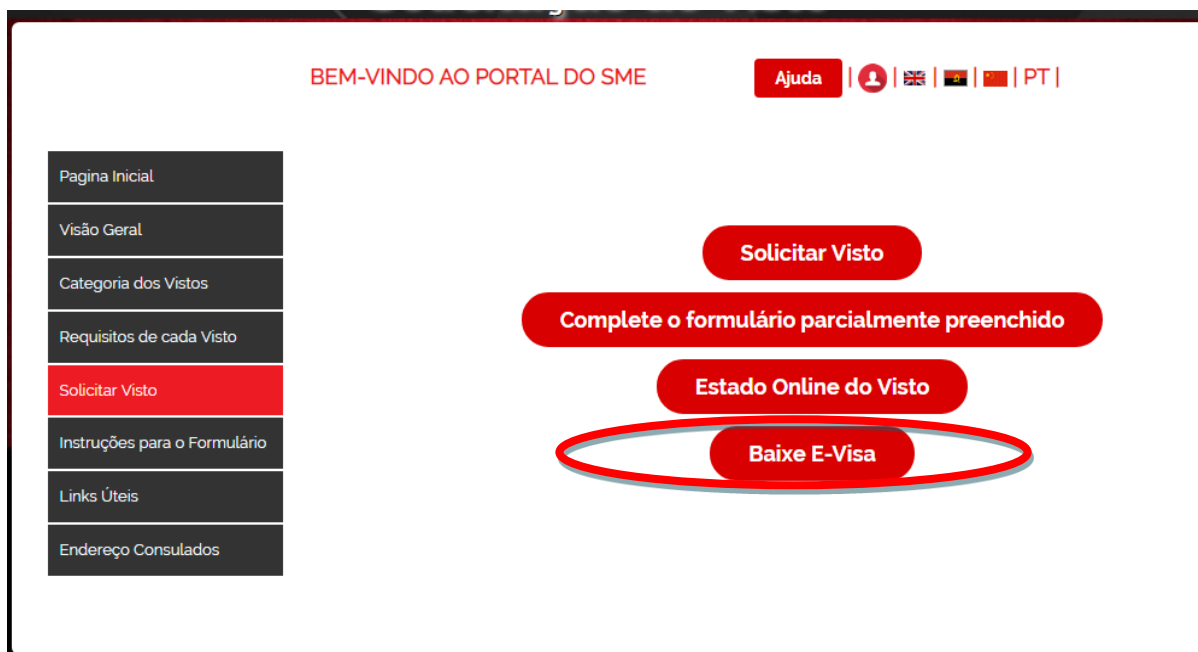 BEM-VINDO AO PORTAL DO SME
Ajuda | | | | | PT |
Pagina Inicial
Visão Geral
Categoria dos Vistos
Requisitos de cada Visto
Solicitar Visto
Instruções para o Formulário
Links Úteis
Endereço Consulados
Solicitar Visto
Complete o formulário parcialmente preenchido
Estado Online do Visto
Baixe E-Visa